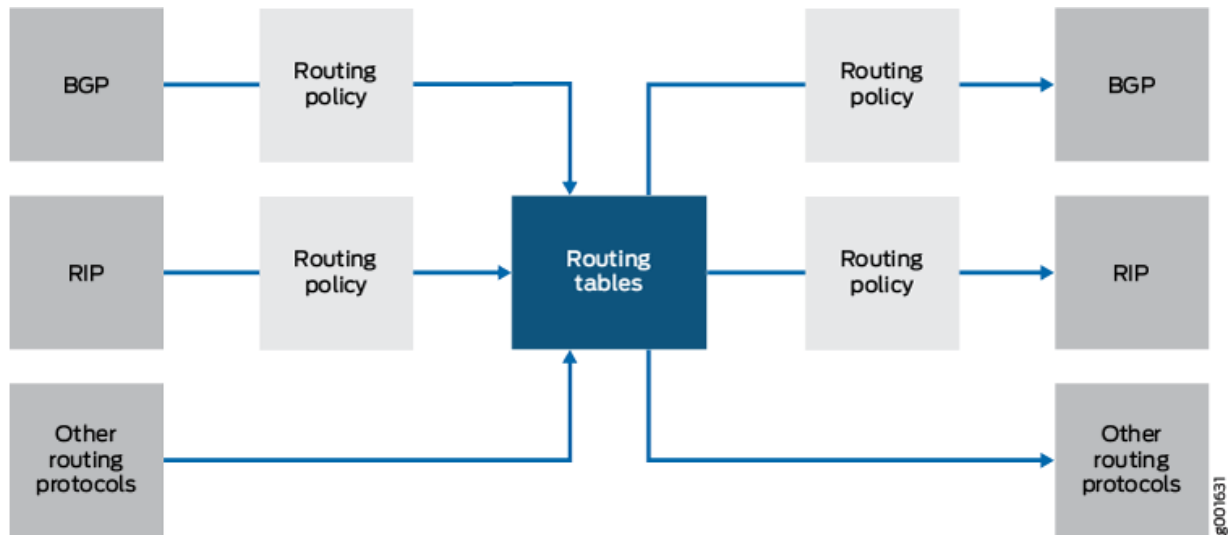 BGP
Routing
policy
Routing
policy
BGP
RIP
Routing
policy
Routing
tables
Routing
policy
RIP
Other
routing
protocols
Other
routing
protocols
g001631